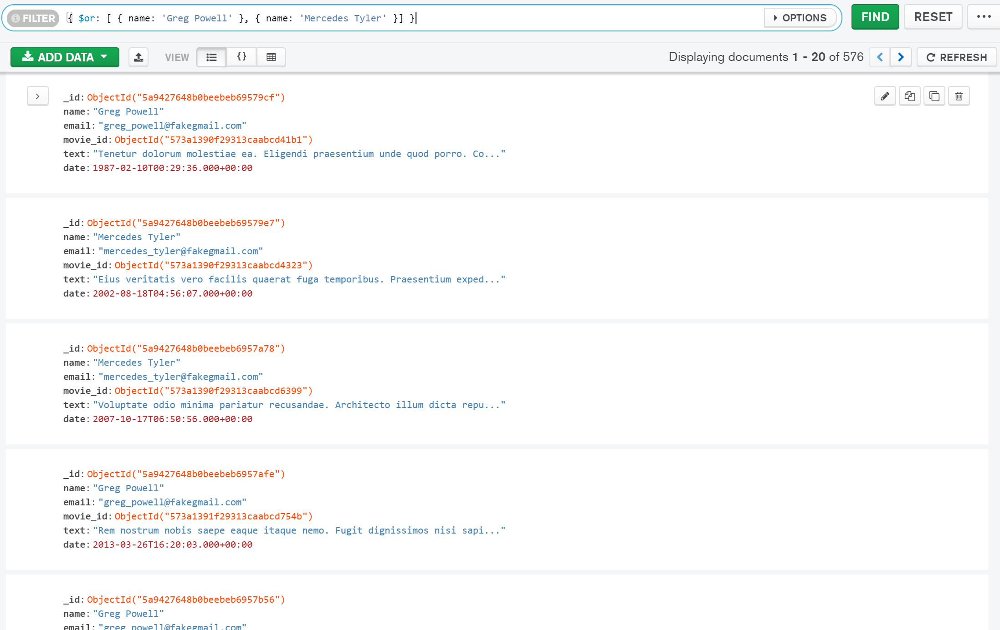 FILTER { $or: [ { name: 'Greg Powell' }, { name: 'Mercedes Tyler' }] } OPTIONS FIND RESET ...
ADD DATA VIEW {} Displaying documents 1 - 20 of 576 REFRESH
_id: ObjectId("5a9427648b0beebeb69579cf")
name: "Greg Powell"
email: "greg_powell@fakegmail.com"
movie_id: ObjectId("573a1390f29313caabcd41b1")
text: "Tenetur dolorum molestiae ea. Eligendi praesentium unde quod porro. Co..."
date: 1987-02-10T00:29:36.000+00:00
_id: ObjectId("5a9427648b0beebeb69579e7")
name: "Mercedes Tyler"
email: "mercedes_tyler@fakegmail.com"
movie_id: ObjectId("573a1390f29313caabcd4323")
text: "Eius veritatis vero facilis quaerat fuga temporibus. Praesentium exped..."
date: 2002-08-18T04:56:07.000+00:00
_id: ObjectId("5a9427648b0beebeb6957a78")
name: "Mercedes Tyler"
email: "mercedes_tyler@fakegmail.com"
movie_id: ObjectId("573a1390f29313caabcd6399")
text: "Voluptate odio minima pariatur recusandae. Architecto illum dicta repu..."
date: 2007-10-17T06:50:56.000+00:00
_id: ObjectId("5a9427648b0beebeb6957afe")
name: "Greg Powell"
email: "greg_powell@fakegmail.com"
movie_id: ObjectId("573a1391f29313caabcd754b")
text: "Rem nostrum nobis saepe eaque itaque nemo. Fugit dignissimos nisi sapi..."
date: 2013-03-26T16:20:03.000+00:00
_id: ObjectId("5a9427648b0beebeb6957b56")
name: "Greg Powell"
email: "greg_powell@fakegmail.com"